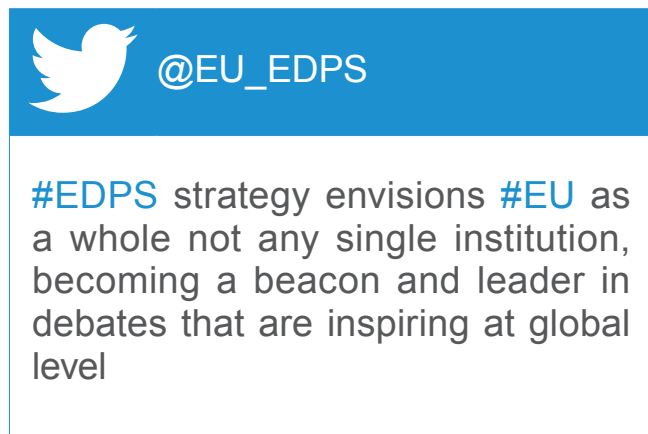 @EU_EDPS
#EDPS strategy envisions #EU as
a whole not any single institution,
becoming a beacon and leader in
debates that are inspiring at global
level